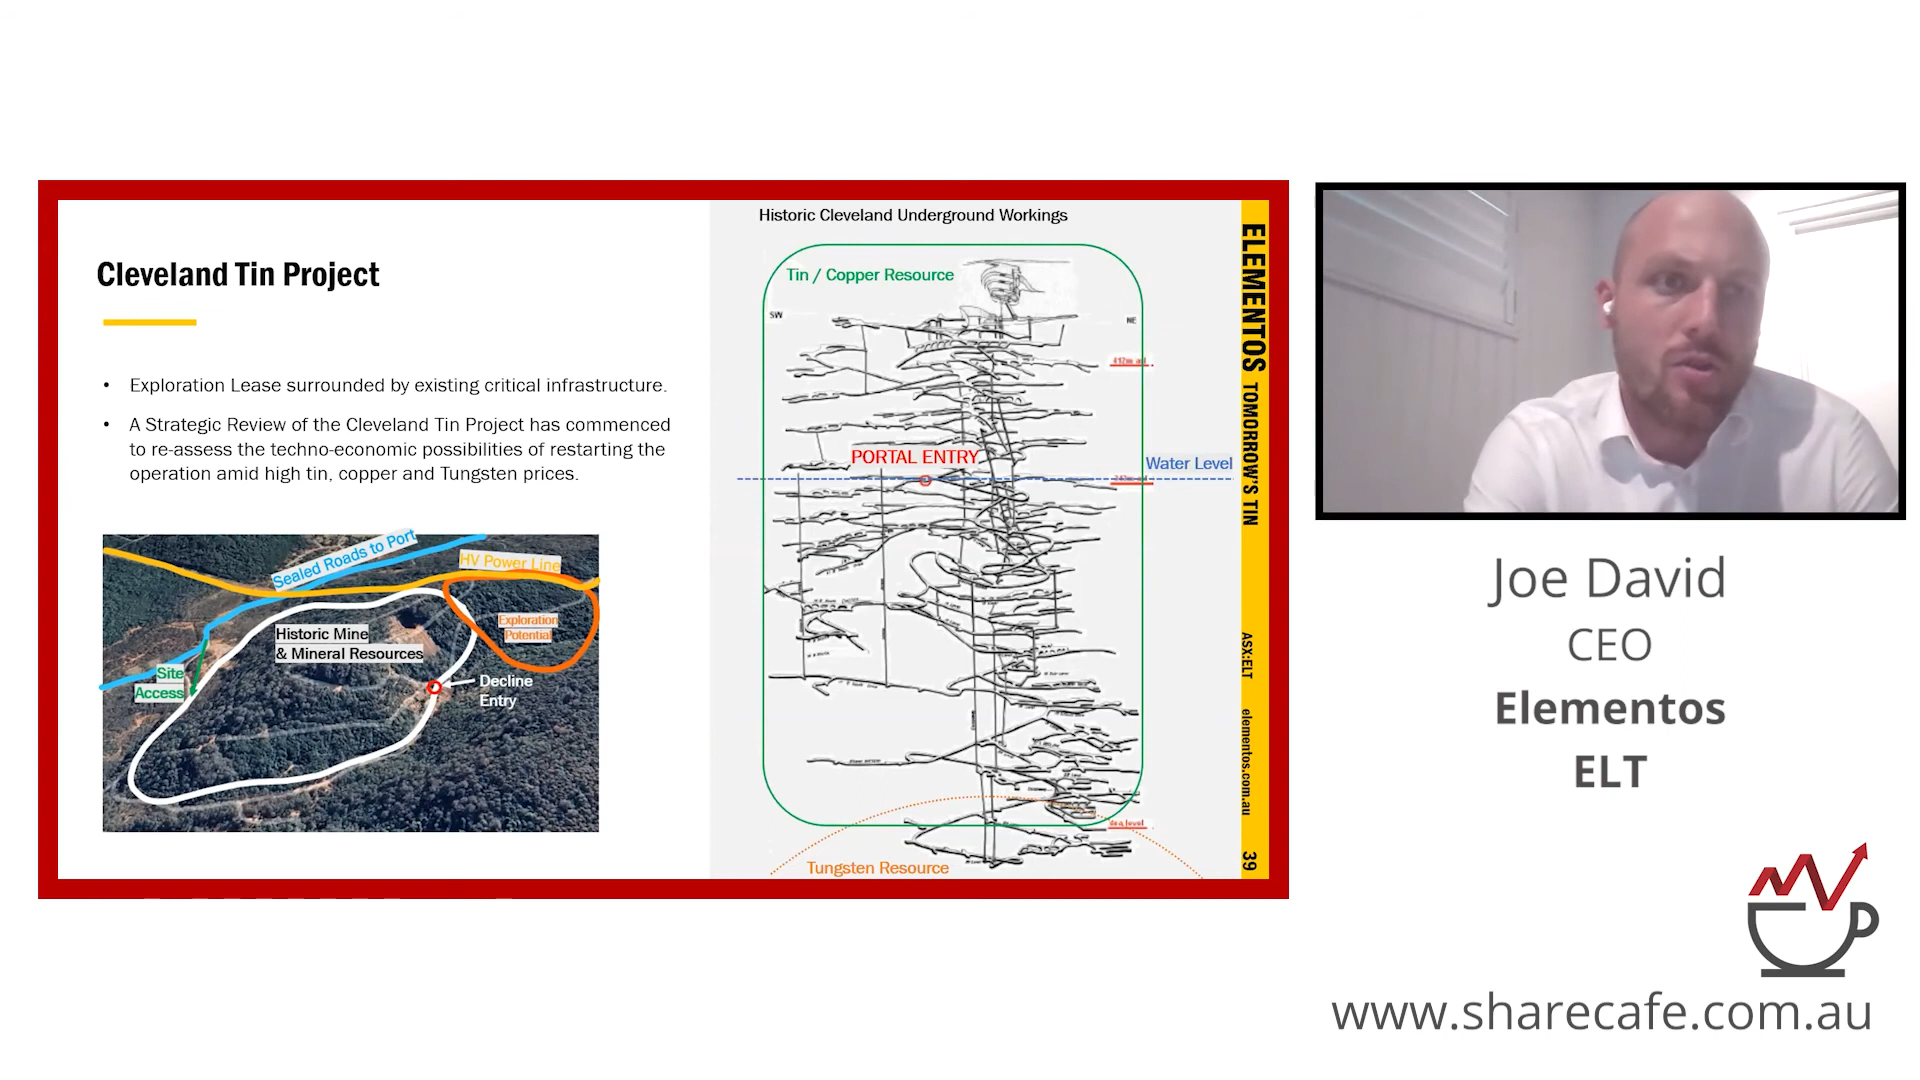 Cleveland Tin Project
• Exploration Lease surrounded by existing critical infrastructure.
• A Strategic Review of the Cleveland Tin Project has commenced
to re-assess the techno-economic possibilities of restarting the
operation amid high tin, copper and Tungsten prices.
Sealed Roads to Port
HV Power Line
Exploration
Potential
Historic Mine
& Mineral Resources
Site
Access
Decline
Entry
Historic Cleveland Underground Workings
Tin / Copper Resource
SW
NE
PORTAL ENTRY
Water Level
Sea level
Tungsten Resource
ELEMENTOS TOMORROW'S TIN
ASX:ELT
elementos.com.au
39
Joe David
CEO
Elementos
ELT
www.sharecafe.com.au